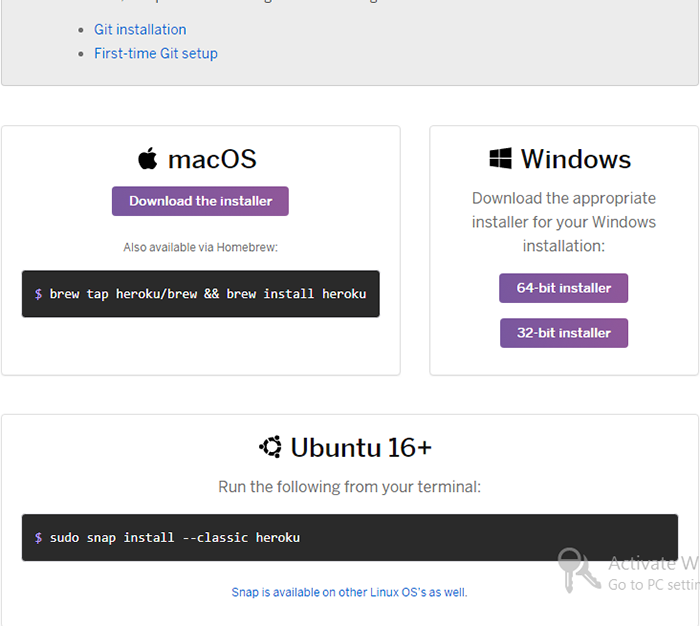 Git installation
First-time Git setup
macOS
Download the installer
Also available via Homebrew:
$ brew tap heroku/brew && brew install heroku
Windows
Download the appropriate
installer for your Windows
installation:
64-bit installer
32-bit installer
Ubuntu 16+
Run the following from your terminal:
$ sudo snap install --classic heroku
Snap is available on other Linux OS's as well.
Activate W
Go to PC settin